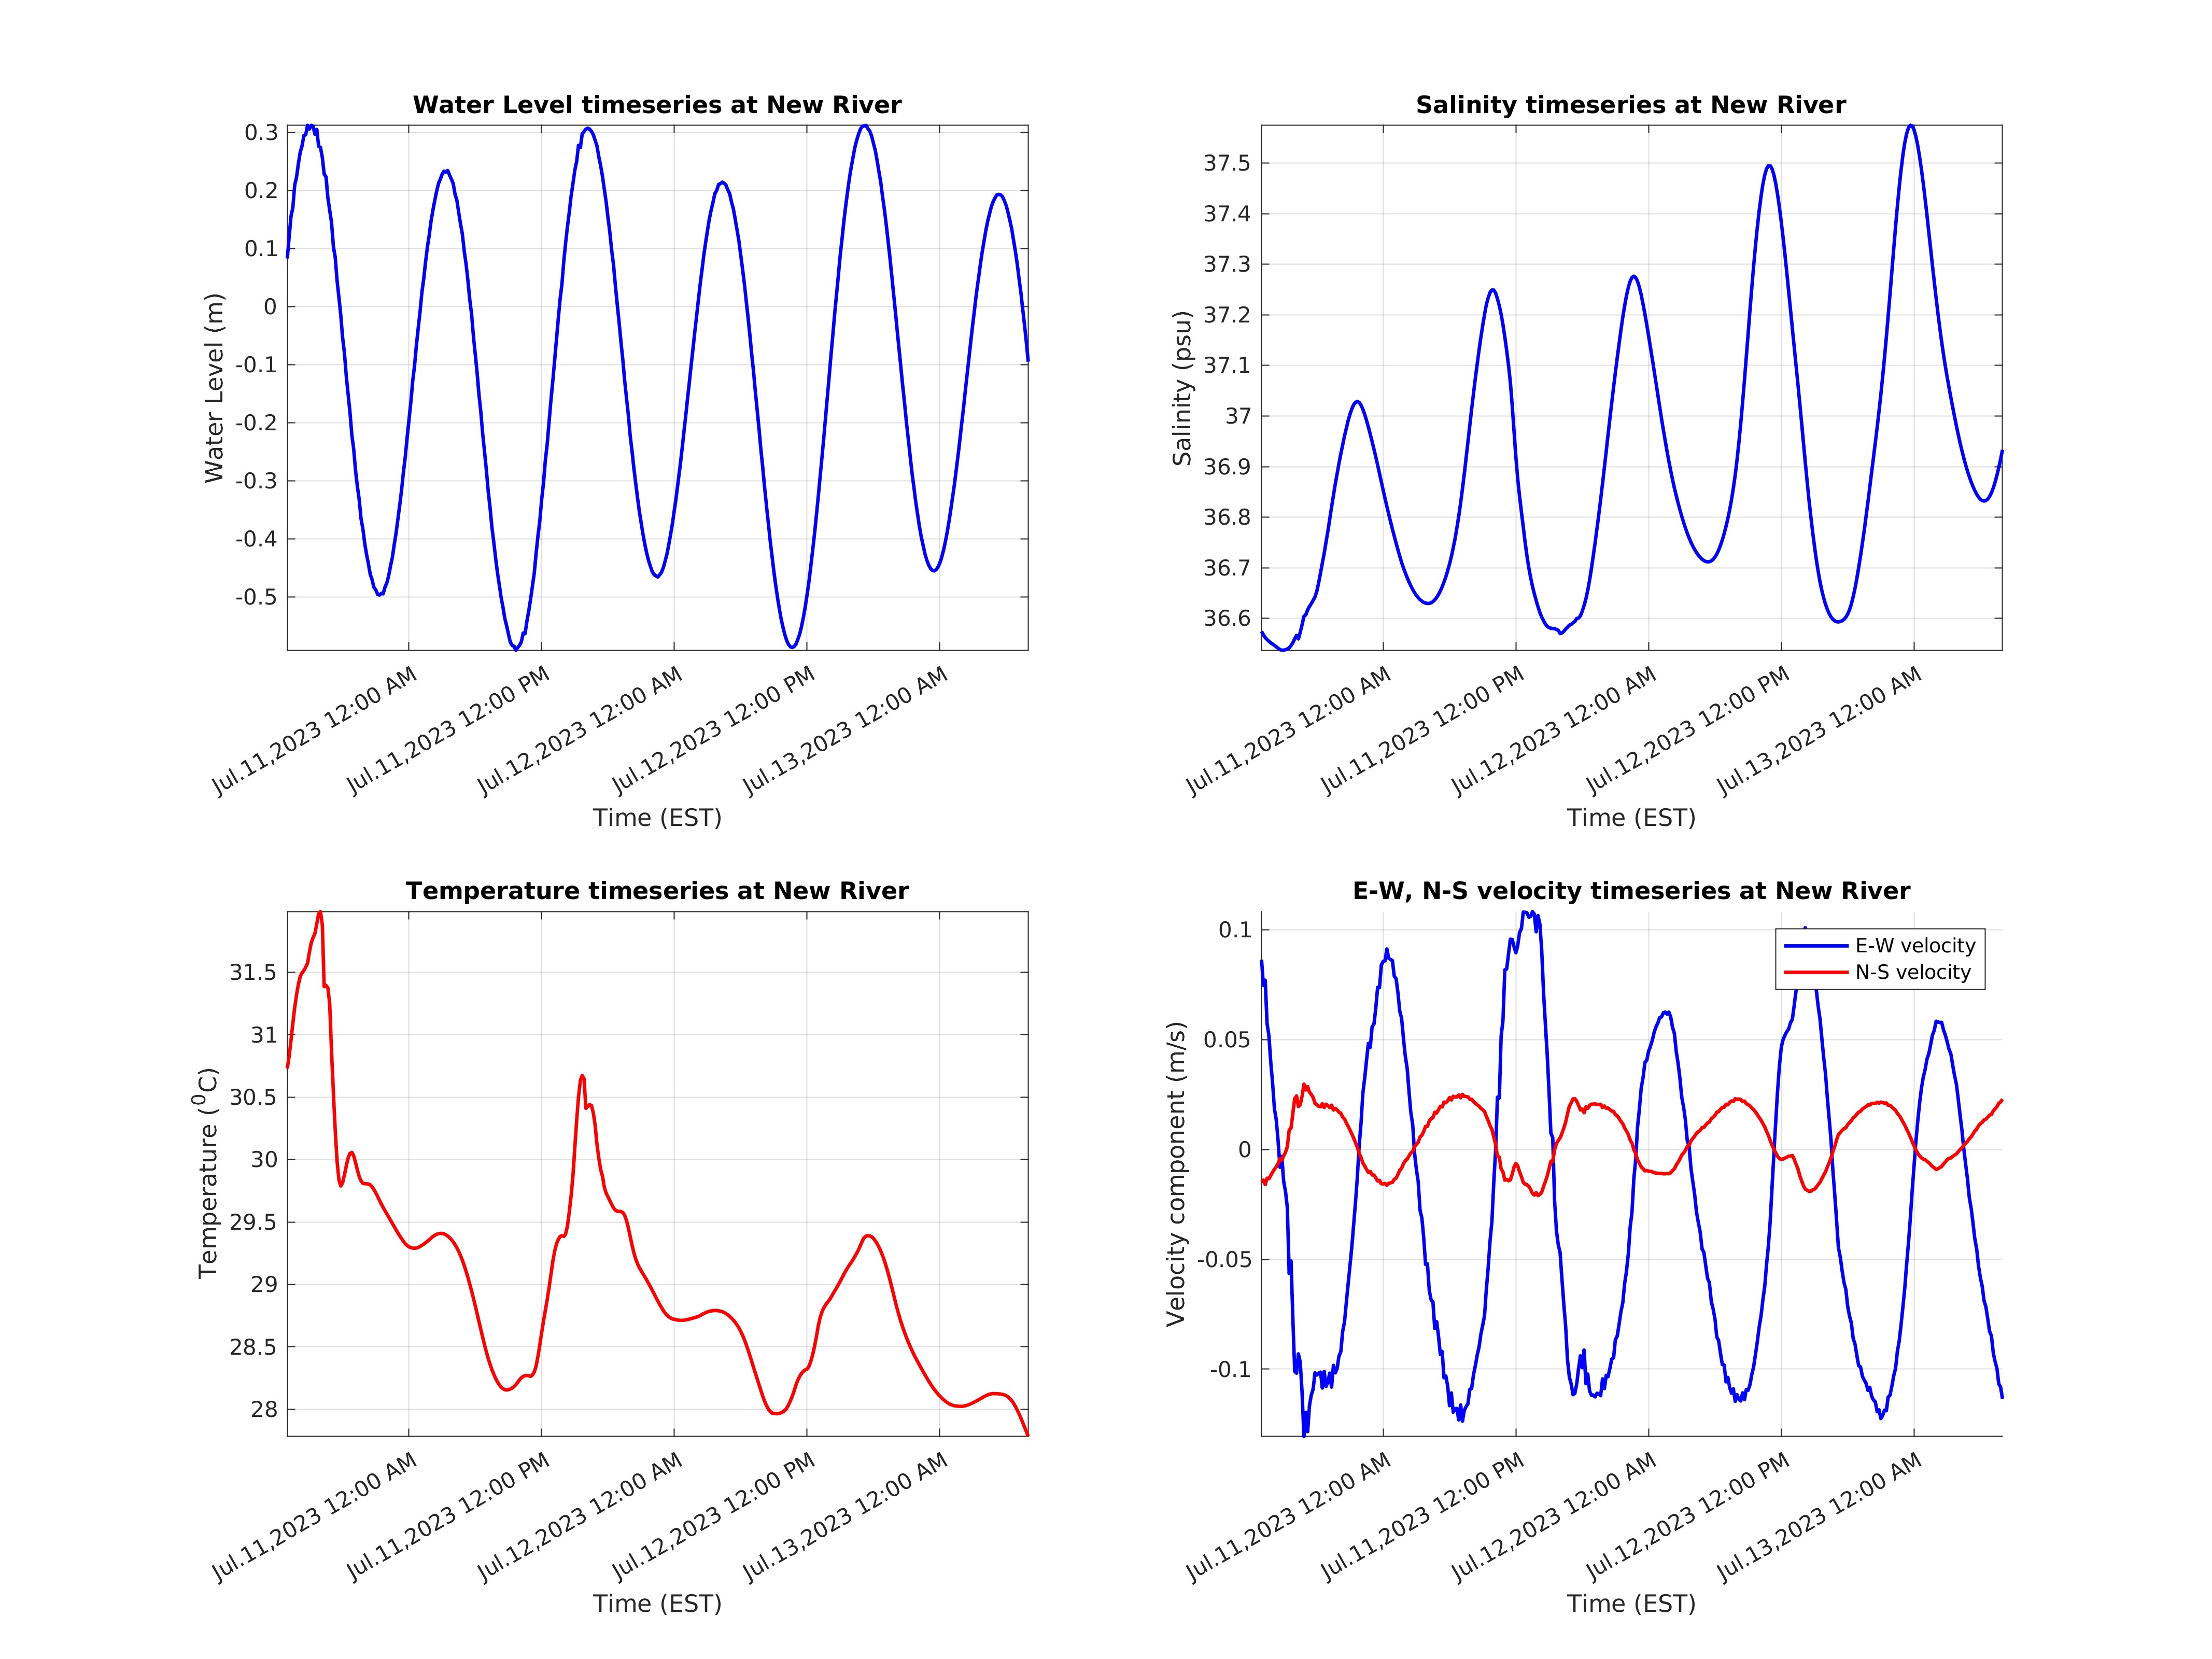 Water Level timeseries at New River
0.3
0.2
0.1
0
-0.1
-0.2
-0.3
-0.4
-0.5
Water Level (m)
Jul.11,2023 12:00 AM
Jul.11,2023 12:00 PM
Jul.12,2023 12:00 AM
Jul.12,2023 12:00 PM
Jul.13,2023 12:00 AM
Time (EST)
Salinity timeseries at New River
37.5
37.4
37.3
37.2
37.1
37
36.9
36.8
36.7
36.6
Salinity (psu)
Jul.11,2023 12:00 AM
Jul.11,2023 12:00 PM
Jul.12,2023 12:00 AM
Jul.12,2023 12:00 PM
Jul.13,2023 12:00 AM
Time (EST)
Temperature timeseries at New River
31.5
31
30.5
30
29.5
29
28.5
28
Temperature (⁰C)
Jul.11,2023 12:00 AM
Jul.11,2023 12:00 PM
Jul.12,2023 12:00 AM
Jul.12,2023 12:00 PM
Jul.13,2023 12:00 AM
Time (EST)
E-W, N-S velocity timeseries at New River
0.1
0.05
0
-0.05
-0.1
Velocity component (m/s)
E-W velocity
N-S velocity
Jul.11,2023 12:00 AM
Jul.11,2023 12:00 PM
Jul.12,2023 12:00 AM
Jul.12,2023 12:00 PM
Jul.13,2023 12:00 AM
Time (EST)